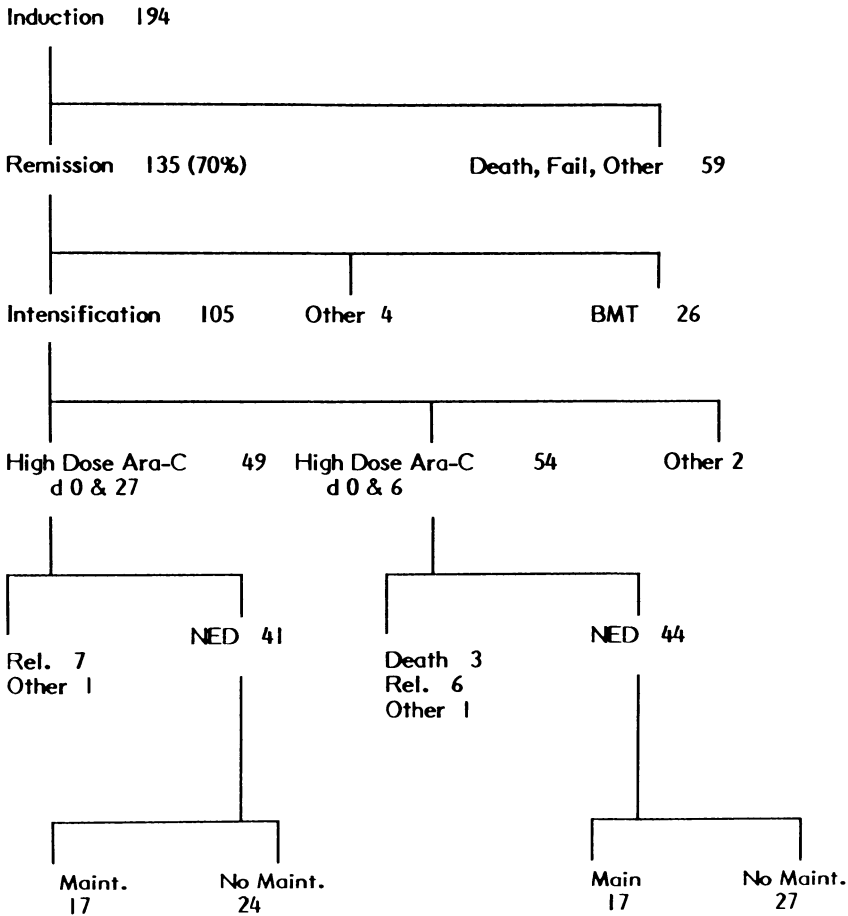 Induction 194
Remission 135 (70%) Death, Fail, Other 59
Intensification 105 Other 4 BMT 26
High Dose Ara-C 49 High Dose Ara-C 54 Other 2
d 0 & 27 d 0 & 6
NED 41 NED 44
Rel. 7 Death 3
Other 1 Rel. 6
Other 1
Maint. No Maint. Main No Maint.
17 24 17 27